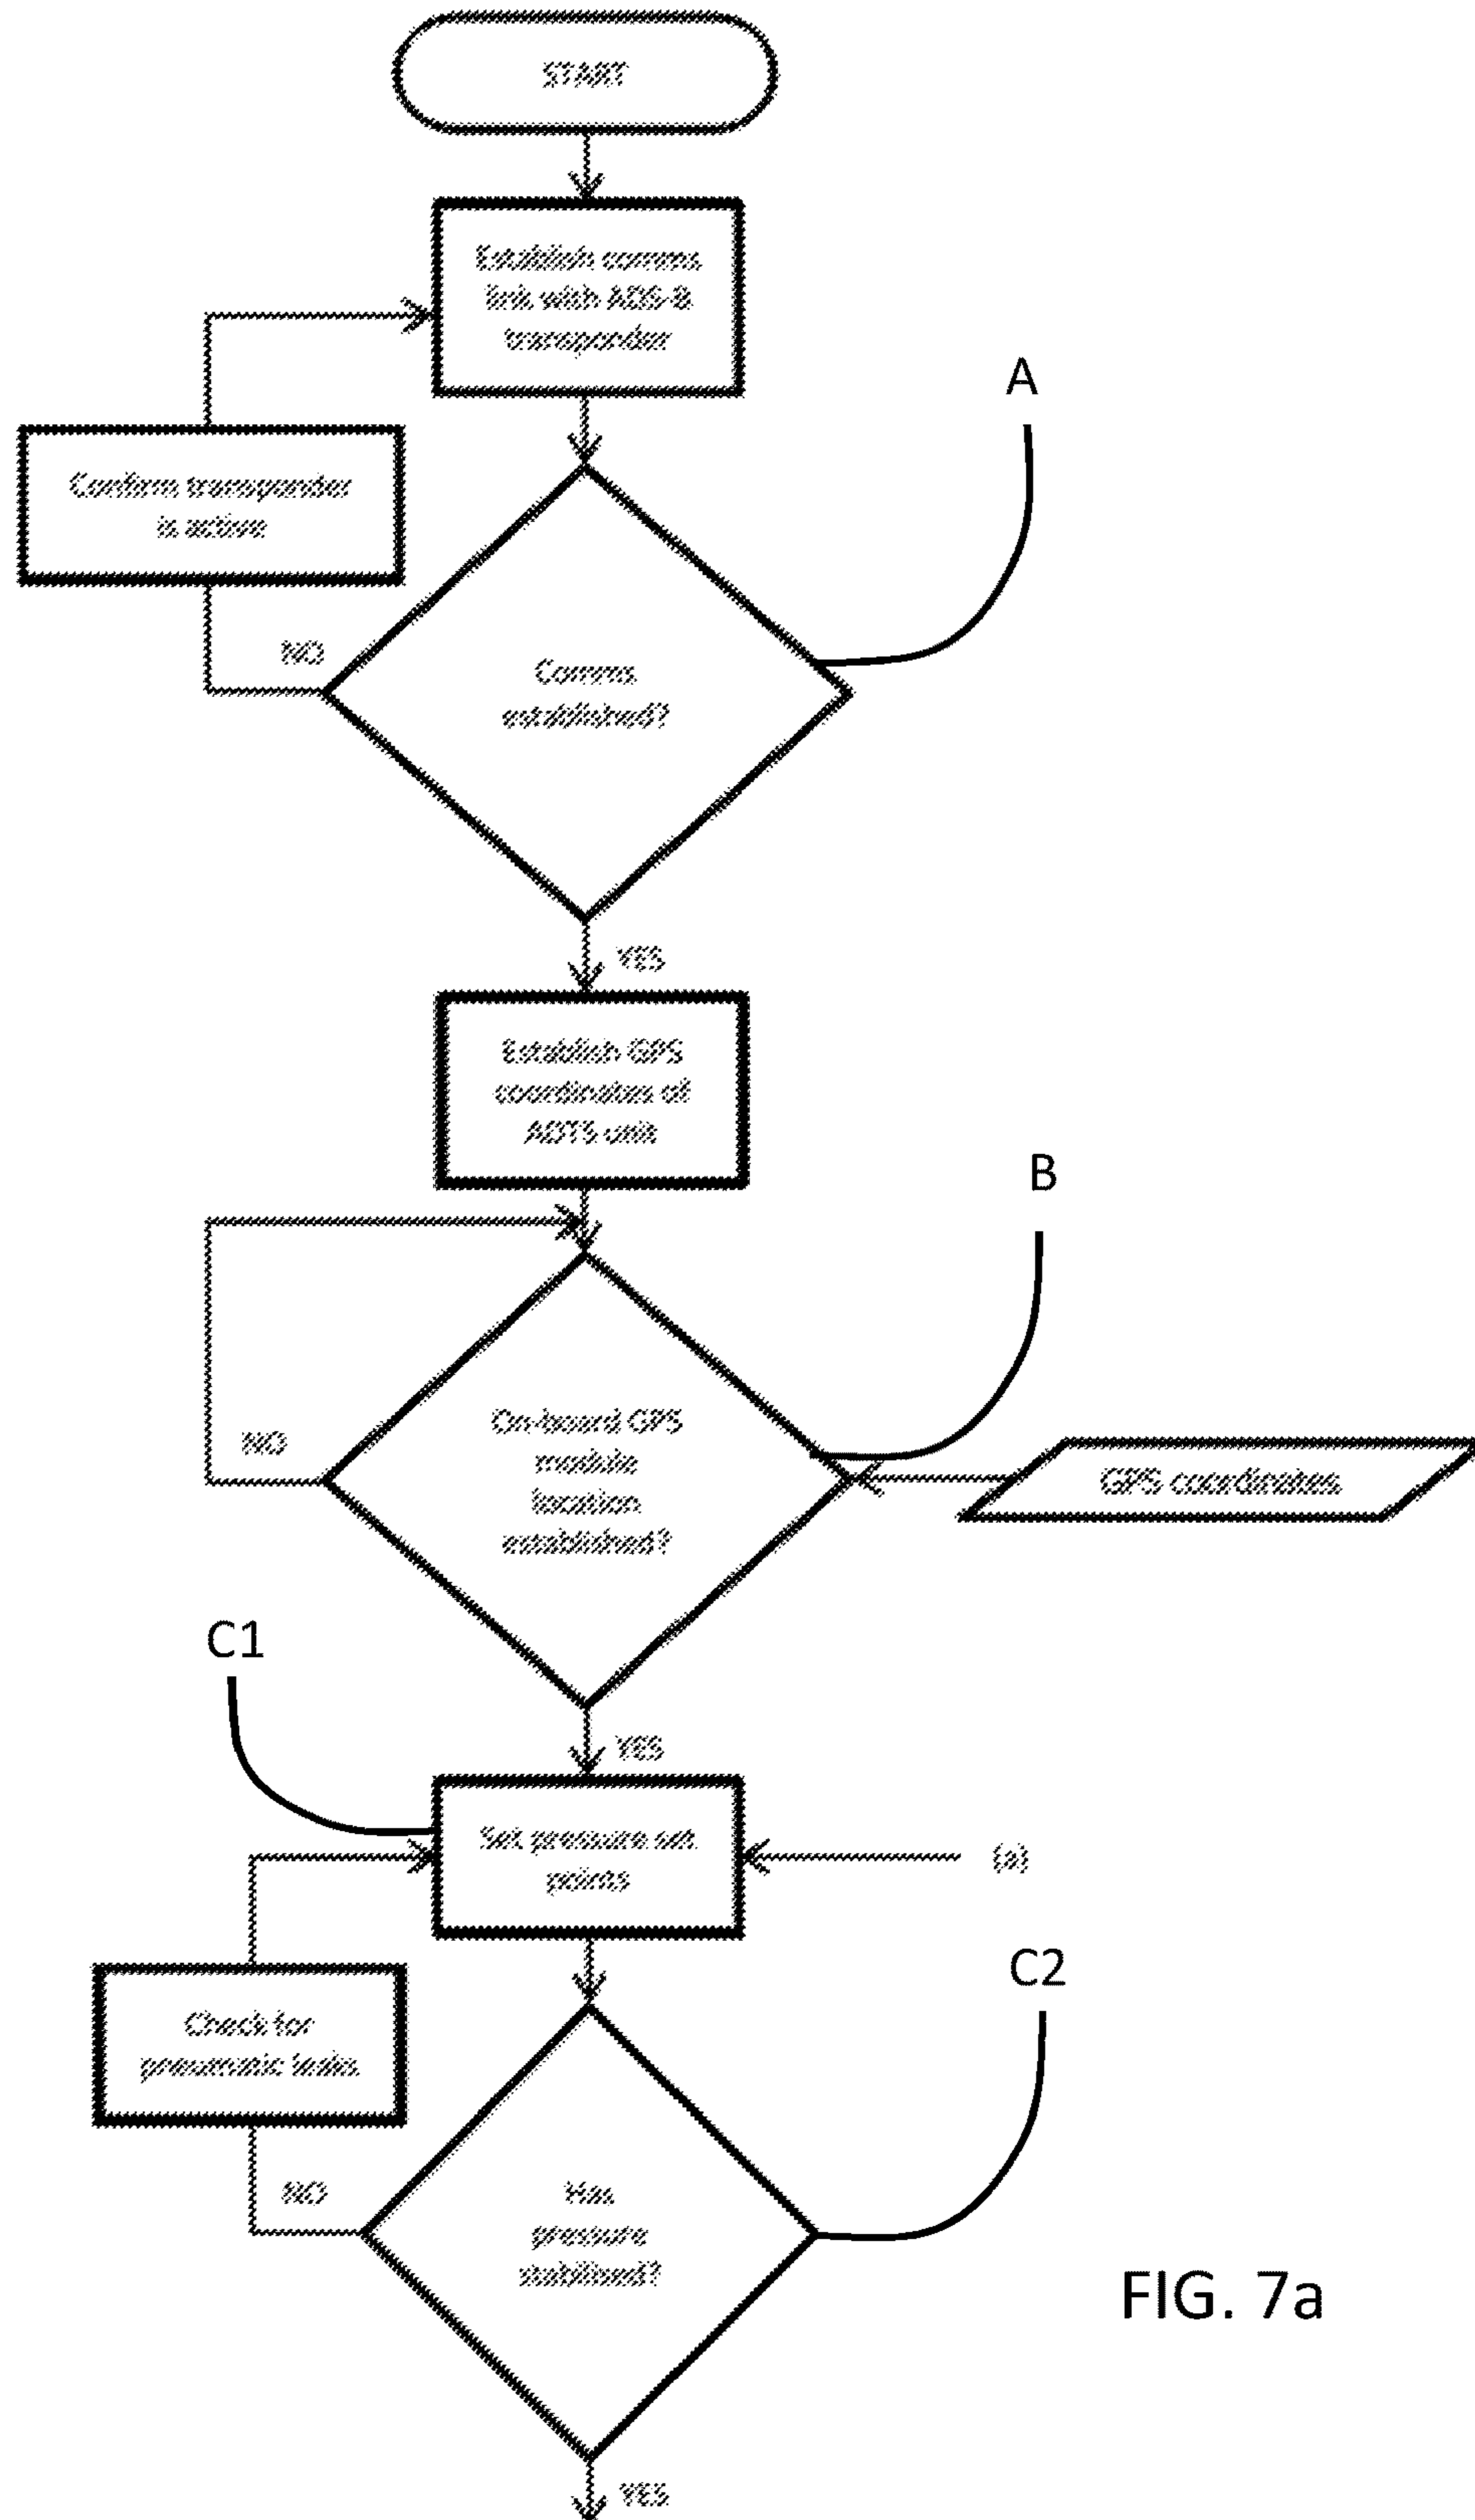 START
Establish comms
link with ADS-B
transponder
A
Confirm transponder
is active
NO
Comms
established?
YES
Establish GPS
coordinates of
ADTS unit
B
NO
On-board GPS
module
location
established?
GPS coordinates
C1
YES
Set pressure set
points
(a)
C2
Check for
pneumatic leaks
NO
Has
pressure
stabilised?
FIG. 7a
YES